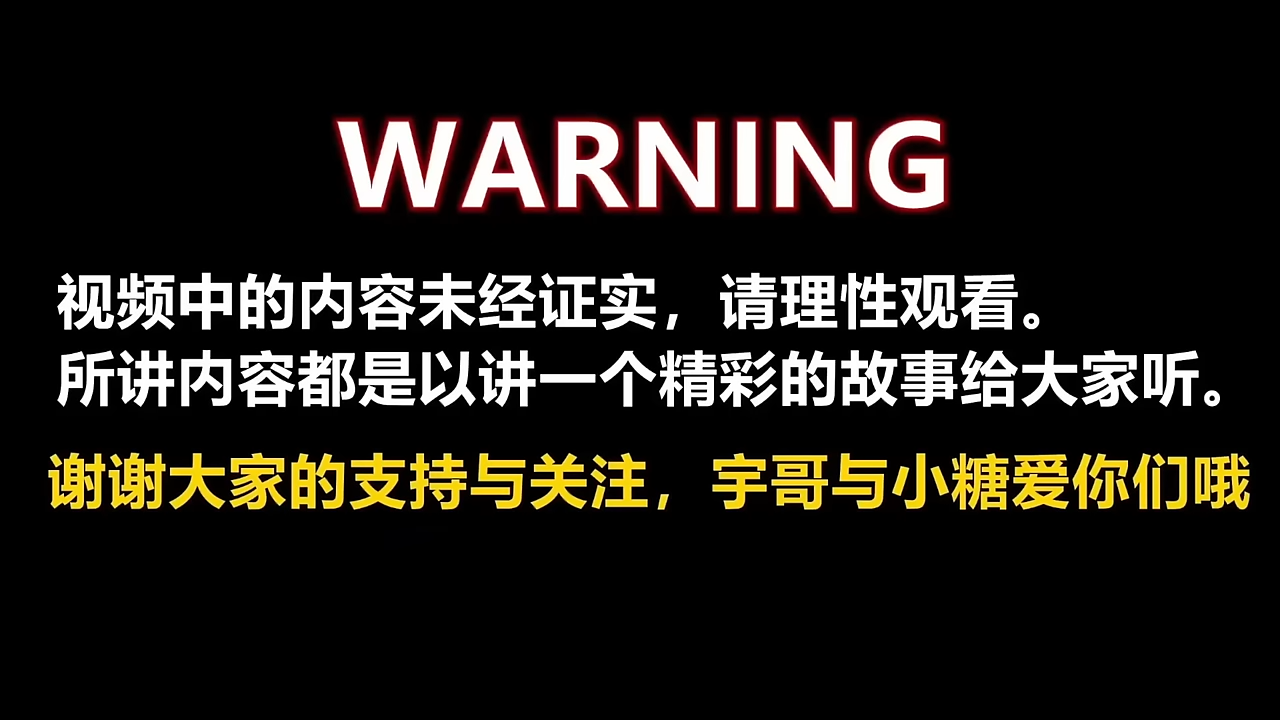 WARNING
视频中的内容未经证实，请理性观看。
所讲内容都是以讲一个精彩的故事给大家听。
谢谢大家的支持与关注，宇哥与小糖爱你们哦